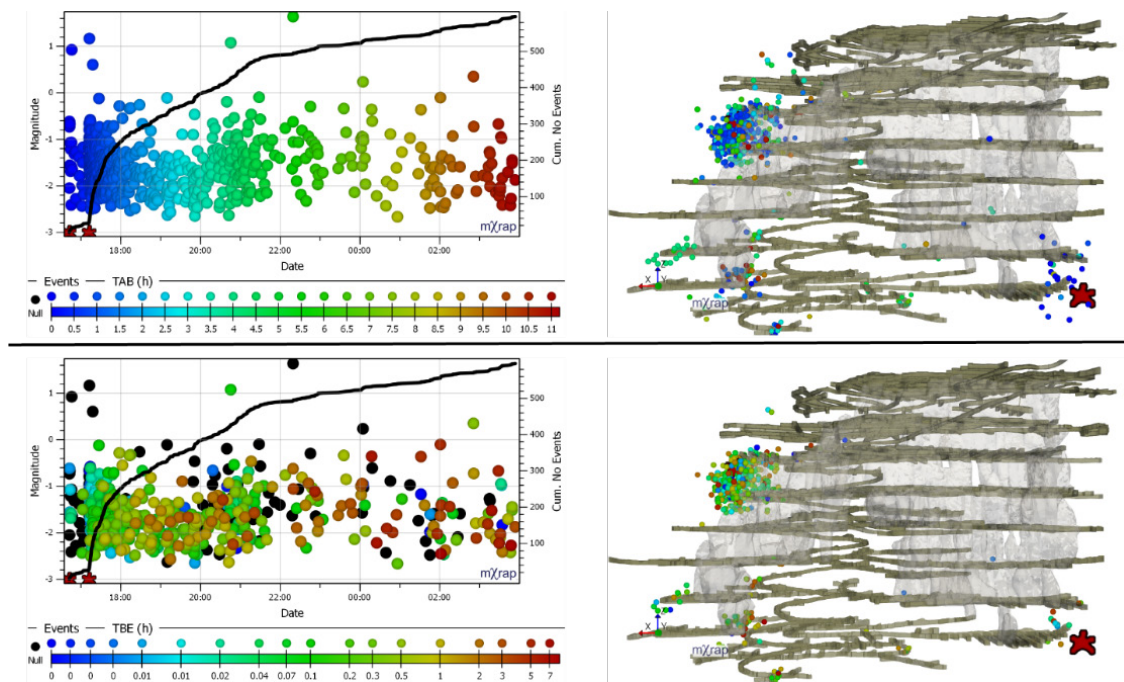 1
0
-1
-2
-3
Magnitude
500
400
300
200
100
Cum. No Events
mXrap
18:00 20:00 22:00 00:00 02:00
Date
Events TAB (h)
Null 0 0.5 1 1.5 2 2.5 3 3.5 4 4.5 5 5.5 6 6.5 7 7.5 8 8.5 9 9.5 10 10.5 11
X Z Y
mXrap
1
0
-1
-2
-3
Magnitude
500
400
300
200
100
Cum. No Events
mXrap
18:00 20:00 22:00 00:00 02:00
Date
Events TBE (h)
Null 0 0 0 0 0.01 0.01 0.02 0.04 0.07 0.1 0.2 0.3 0.5 1 2 3 5 7
X Z Y
mXrap